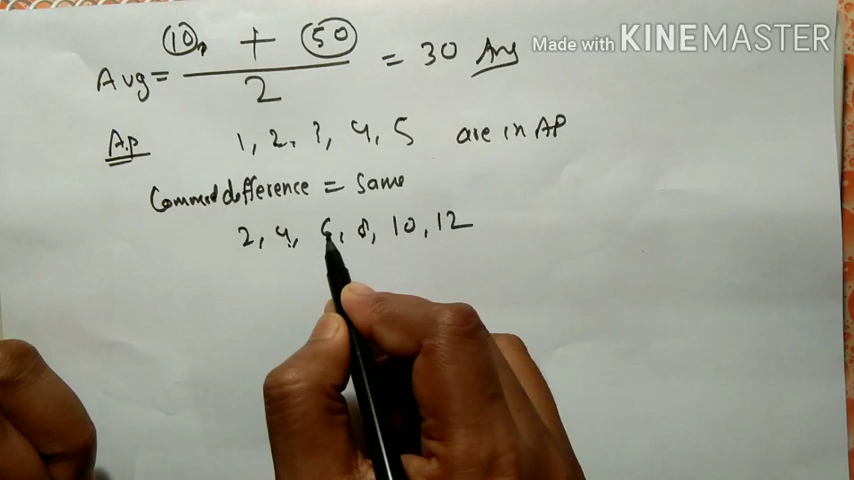 Avg = 10, + 50 / 2 = 30 Ans
Made with KINEMASTER
A.P 1, 2, 3, 4, 5 are in AP
Common difference = Same
2, 4, 6, 8, 10, 12